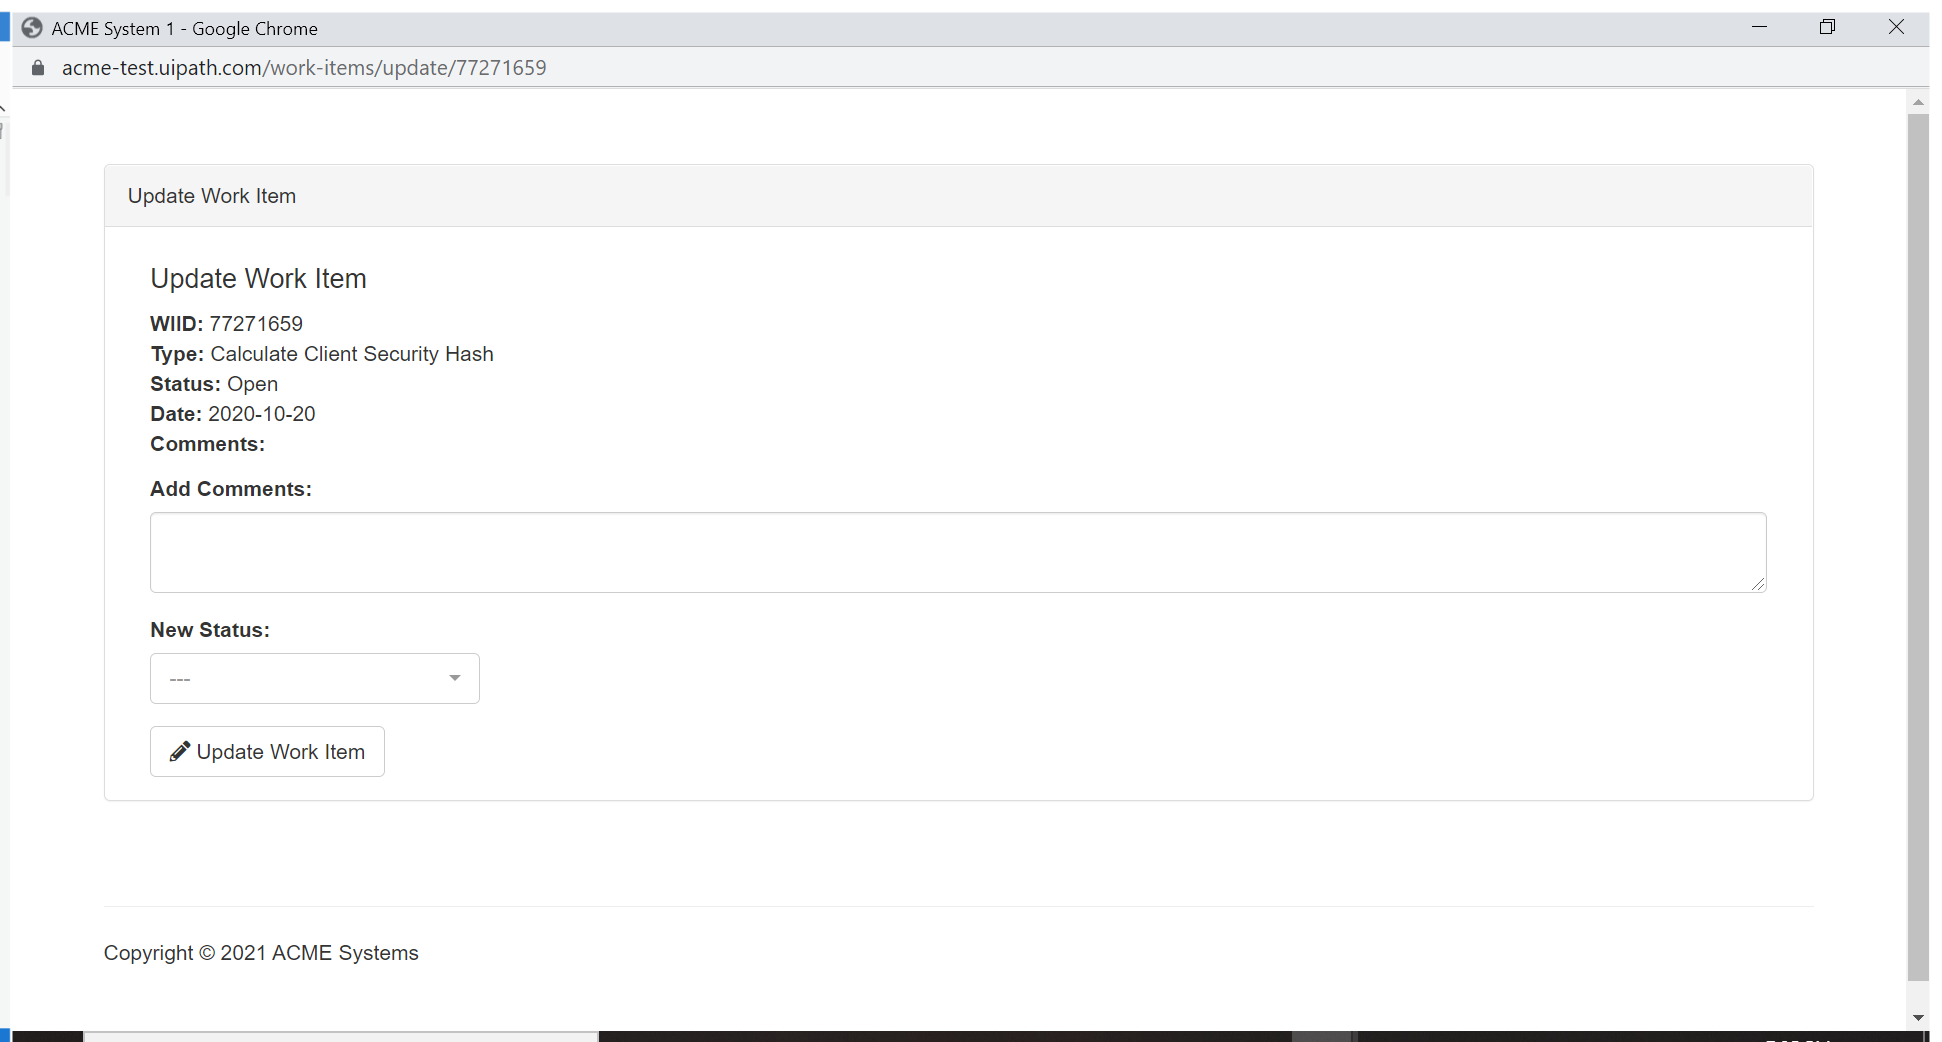 ACME System 1 - Google Chrome
acme-test.uipath.com/work-items/update/77271659
Update Work Item
Update Work Item
WIID: 77271659
Type: Calculate Client Security Hash
Status: Open
Date: 2020-10-20
Comments:
Add Comments:
New Status:
---
Update Work Item
Copyright © 2021 ACME Systems